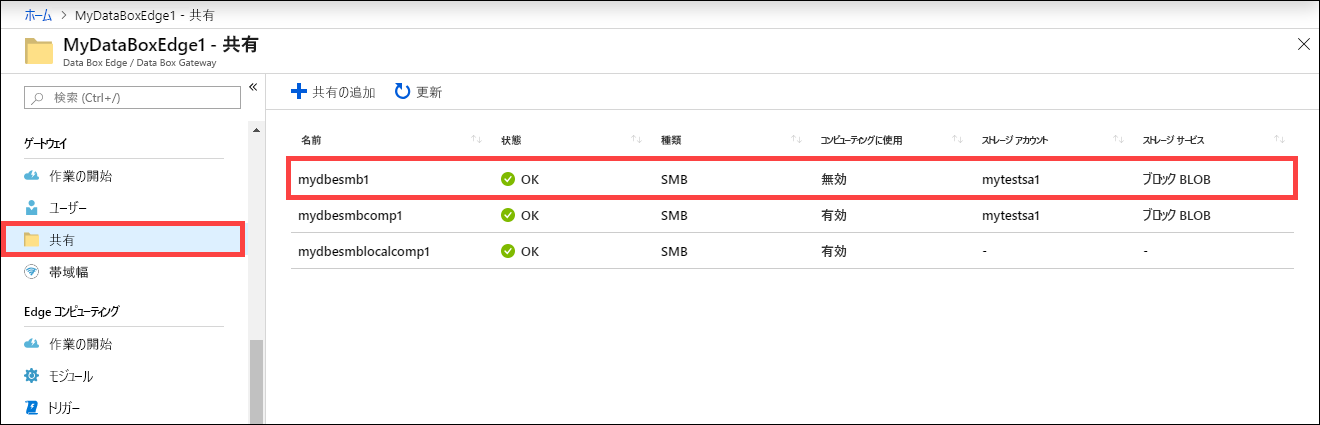 ホーム > MyDataBoxEdge1 - 共有
MyDataBoxEdge1 - 共有
Data Box Edge / Data Box Gateway
検索 (Ctrl+/)
ゲートウェイ
作業の開始
ユーザー
共有
帯域幅
Edge コンピューティング
作業の開始
モジュール
トリガー
共有の追加 更新
名前 状態 種類 コンピューティングに使用 ストレージ アカウント ストレージ サービス
mydbesmb1 OK SMB 無効 mytestsa1 ブロック BLOB
mydbesmbcomp1 OK SMB 有効 mytestsa1 ブロック BLOB
mydbesmblocalcomp1 OK SMB 有効 - -